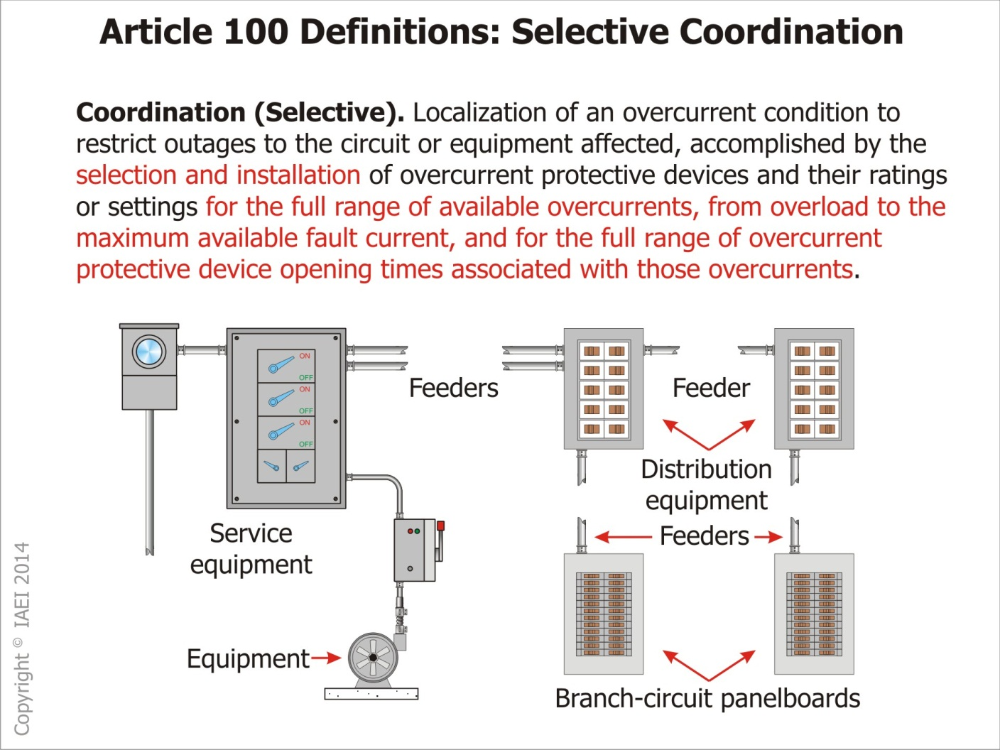 Article 100 Definitions: Selective Coordination
Coordination (Selective). Localization of an overcurrent condition to
restrict outages to the circuit or equipment affected, accomplished by the
selection and installation of overcurrent protective devices and their ratings
or settings for the full range of available overcurrents, from overload to the
maximum available fault current, and for the full range of overcurrent
protective device opening times associated with those overcurrents.
ON
OFF
ON
OFF
ON
OFF
Feeders
Feeder
Distribution
equipment
Service
equipment
Feeders
Equipment
Branch-circuit panelboards
Copyright © IAEI 2014